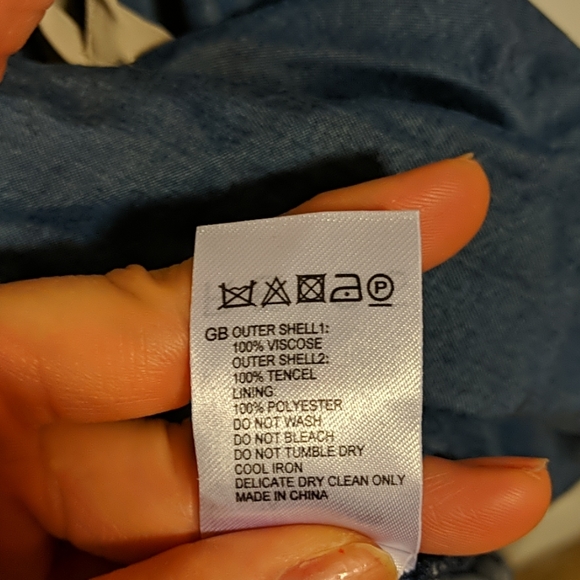 P
GB OUTER SHELL1:
100% VISCOSE
OUTER SHELL2:
100% TENCEL
LINING
100% POLYESTER
DO NOT WASH
DO NOT BLEACH
DO NOT TUMBLE DRY
COOL IRON
DELICATE DRY CLEAN ONLY
MADE IN CHINA